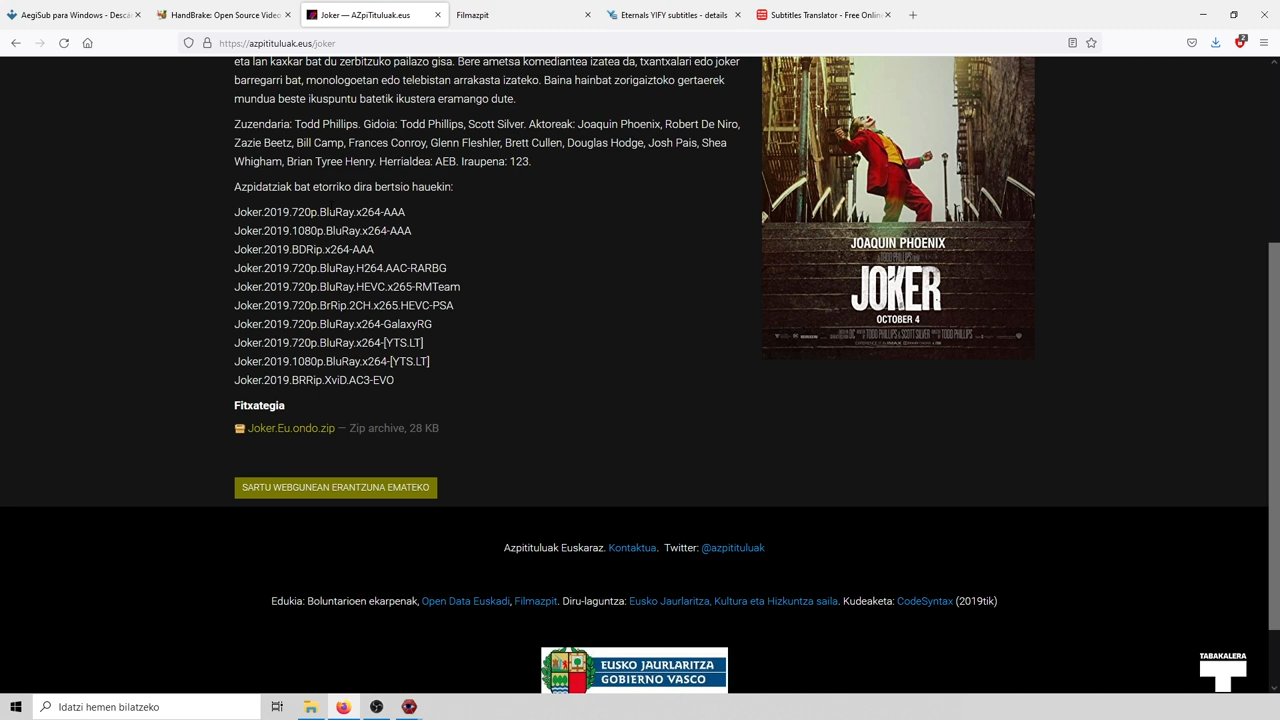 AegiSub para Windows - Descár
HandBrake: Open Source Video
Joker — AZpiTituluak.eus
Filmazpit
Eternals YIFY subtitles - details
Subtitles Translator - Free Online
https://azpitituluak.eus/joker
2
eta lan kaxkar bat du zerbitzuko pailazo gisa. Bere ametsa komediantea izatea da, txantxalari edo joker
barregarri bat, monologoetan edo telebistan arrakasta izateko. Baina hainbat zorigaiztoko gertaerek
mundua beste ikuspuntu batetik ikustera eramango dute.
Zuzendaria: Todd Phillips. Gidoia: Todd Phillips, Scott Silver. Aktoreak: Joaquin Phoenix, Robert De Niro,
Zazie Beetz, Bill Camp, Frances Conroy, Glenn Fleshler, Brett Cullen, Douglas Hodge, Josh Pais, Shea
Whigham, Brian Tyree Henry. Herrialdea: AEB. Iraupena: 123.
Azpidatziak bat etorriko dira bertsio hauekin:
Joker.2019.720p.BluRay.x264-AAA
Joker.2019.1080p.BluRay.x264-AAA
Joker.2019.BDRip.x264-AAA
Joker.2019.720p.BluRay.H264.AAC-RARBG
Joker.2019.720p.BluRay.HEVC.x265-RMTeam
Joker.2019.720p.BrRip.2CH.x265.HEVC-PSA
Joker.2019.720p.BluRay.x264-GalaxyRG
Joker.2019.720p.BluRay.x264-[YTS.LT]
Joker.2019.1080p.BluRay.x264-[YTS.LT]
Joker.2019.BRRip.XviD.AC3-EVO
JOAQUIN PHOENIX
JOKER
OCTOBER 4
Fitxategia
Joker.Eu.ondo.zip — Zip archive, 28 KB
SARTU WEBGUNEAN ERANTZUNA EMATEKO
Azpitituluak Euskaraz. Kontaktua. Twitter: @azpitituluak
Edukia: Boluntarioen ekarpenak, Open Data Euskadi, Filmazpit. Diru-laguntza: Eusko Jaurlaritza, Kultura eta Hizkuntza saila. Kudeaketa: CodeSyntax (2019tik)
EUSKO JAURLARITZA
GOBIERNO VASCO
TABAKALERA
Idatzi hemen bilatzeko